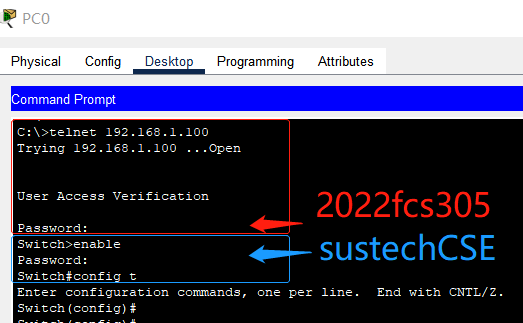 PC0
Physical Config Desktop Programming Attributes
Command Prompt
C:\>telnet 192.168.1.100
Trying 192.168.1.100 ...Open
User Access Verification
2022fcs305
Password:
Switch>enable
sustechCSE
Password:
Switch#config t
Enter configuration commands, one per line. End with CNTL/Z.
Switch(config)#
Switch(config)#